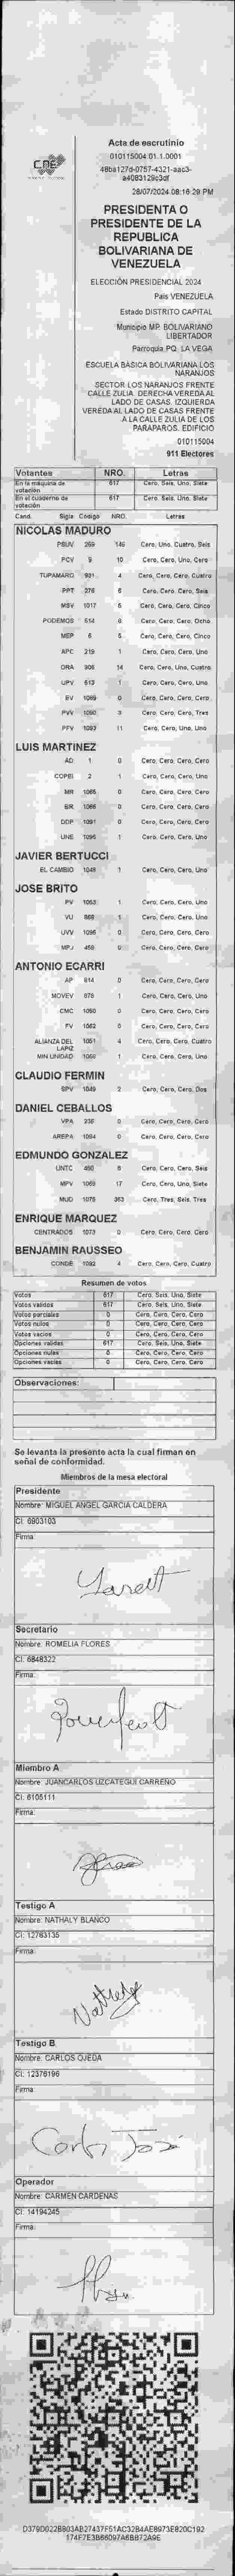 CNE
Acta de escrutinio
010115004.01.1.0001
28/07/2024 08:16:29 PM
PRESIDENTA O
PRESIDENTE DE LA
REPUBLICA
BOLIVARIANA DE
VENEZUELA
ELECCIÓN PRESIDENCIAL 2024
País VENEZUELA
Estado DISTRITO CAPITAL
Municipio MP. BOLIVARIANO
LIBERTADOR
Parroquia PQ. LA VEGA
ESCUELA BÁSICA BOLIVARIANA LOS
NARANJOS
SECTOR LOS NARANJOS FRENTE
CALLE ZULIA. DERECHA VEREDA AL
LADO DE CASAS. IZQUIERDA
VEREDA AL LADO DE CASAS FRENTE
A LA CALLE ZULIA DE LOS
PARAPAROS. EDIFICIO
010115004
911 Electores
Votantes NRO. Letras
En la máquina de votación 617 Cero, Seis, Uno, Siete
En el cuaderno de votación 617 Cero, Seis, Uno, Siete
Cand. Sigla Código NRO. Letras
NICOLAS MADURO
PSUV 269 146 Cero, Uno, Cuatro, Seis
PCV 9 10 Cero, Cero, Uno, Cero
TUPAMARO 921 4 Cero, Cero, Cero, Cuatro
PPT 276 6 Cero, Cero, Cero, Seis
MSV 1017 5 Cero, Cero, Cero, Cinco
PODEMOS 614 8 Cero, Cero, Cero, Ocho
MEP 6 5 Cero, Cero, Cero, Cinco
APC 219 1 Cero, Cero, Cero, Uno
ORA 906 14 Cero, Cero, Uno, Cuatro
UPV 513 1 Cero, Cero, Cero, Uno
EV 1089 0 Cero, Cero, Cero, Cero
PVV 1090 3 Cero, Cero, Cero, Tres
PFV 1093 11 Cero, Cero, Uno, Uno
LUIS MARTINEZ
AD 1 0 Cero, Cero, Cero, Cero
COPEI 2 1 Cero, Cero, Cero, Uno
MR 1065 0 Cero, Cero, Cero, Cero
BR 1066 0 Cero, Cero, Cero, Cero
DDP 1091 0 Cero, Cero, Cero, Cero
UNE 1096 1 Cero, Cero, Cero, Uno
JAVIER BERTUCCI
EL CAMBIO 1048 1 Cero, Cero, Cero, Uno
JOSE BRITO
PV 1063 1 Cero, Cero, Cero, Uno
VU 868 1 Cero, Cero, Cero, Uno
UVV 1095 0 Cero, Cero, Cero, Cero
MPJ 458 0 Cero, Cero, Cero, Cero
ANTONIO ECARRI
AP 814 0 Cero, Cero, Cero, Cero
MOVEV 878 1 Cero, Cero, Cero, Uno
CMC 1050 0 Cero, Cero, Cero, Cero
FV 1062 0 Cero, Cero, Cero, Cero
ALIANZA DEL LAPIZ 1051 4 Cero, Cero, Cero, Cuatro
MIN UNIDAD 1068 1 Cero, Cero, Cero, Uno
CLAUDIO FERMIN
SPV 1049 2 Cero, Cero, Cero, Dos
DANIEL CEBALLOS
VPA 235 0 Cero, Cero, Cero, Cero
AREPA 1094 0 Cero, Cero, Cero, Cero
EDMUNDO GONZALEZ
UNTC 460 6 Cero, Cero, Cero, Seis
MPV 1069 17 Cero, Cero, Uno, Siete
MUD 1075 363 Cero, Tres, Seis, Tres
ENRIQUE MARQUEZ
CENTRADOS 1073 0 Cero, Cero, Cero, Cero
BENJAMIN RAUSSEO
CONDE 1092 4 Cero, Cero, Cero, Cuatro
Resumen de votos
Votos 617 Cero, Seis, Uno, Siete
Votos validos 617 Cero, Seis, Uno, Siete
Votos parciales 0 Cero, Cero, Cero, Cero
Votos nulos 0 Cero, Cero, Cero, Cero
Votos vacios 0 Cero, Cero, Cero, Cero
Opciones validas 617 Cero, Seis, Uno, Siete
Opciones nulas 0 Cero, Cero, Cero, Cero
Opciones vacias 0 Cero, Cero, Cero, Cero
Observaciones:
Se levanta la presente acta la cual firman en
señal de conformidad.
Miembros de la mesa electoral
Presidente
Nombre: MIGUEL ANGEL GARCIA CALDERA
CI: 6903103
Firma:
Secretario
Nombre: ROMELIA FLORES
CI: 6848322
Firma:
Miembro A
Nombre: JUANCARLOS UZCATEGUI CARREÑO
CI: 6105111
Firma:
Testigo A
Nombre: NATHALY BLANCO
CI: 12763135
Firma:
Nathaly
Testigo B
Nombre: CARLOS OJEDA
CI: 12376196
Firma:
Carlos José
Operador
Nombre: CARMEN CARDENAS
CI: 14194245
Firma: